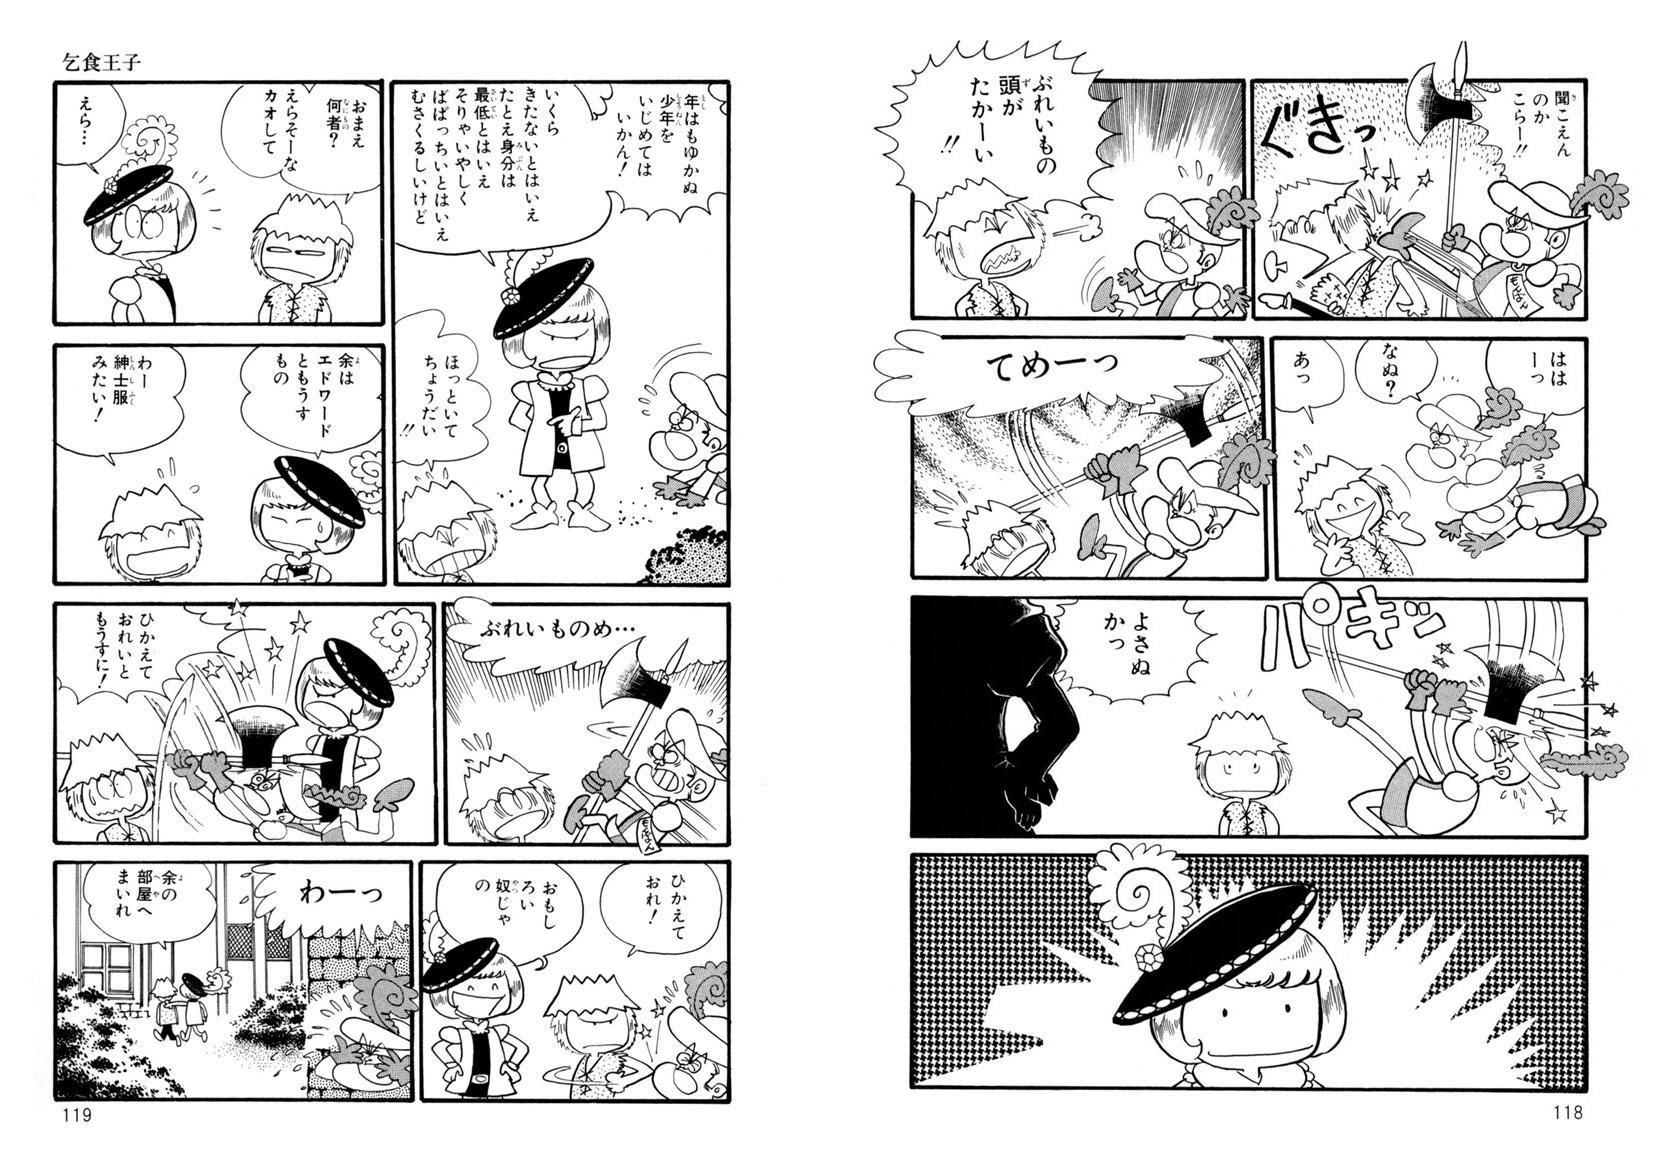 聞こえん
のか
こらー!!
ぐきっ
もんばん
ぶれいもの
頭が
たかーい
!!
はは
ーっ
なぬ?
あっ
てめーっ
パキッ
よさぬ
かっ
118
乞食王子
年はもゆかぬ
少年を
いじめては
いかん!
いくら
きたないとはいえ
たとえ身分は
最低とはいえ
そりゃいやしく
ばばっちいとはいえ
むさくるしいけど
ほっといて
ちょうだい
!!
おまえ
何者?
えらそーな
カオして
えら…
余は
エドワード
ともうす
もの
わー
紳士服
みたい!
ぶれいものめ…
もんばん
ひかえて
おれいと
もうすに!
ひかえて
おれ!
おもし
ろい
奴じゃ
の
わーっ
余の
部屋へ
まいれ
119